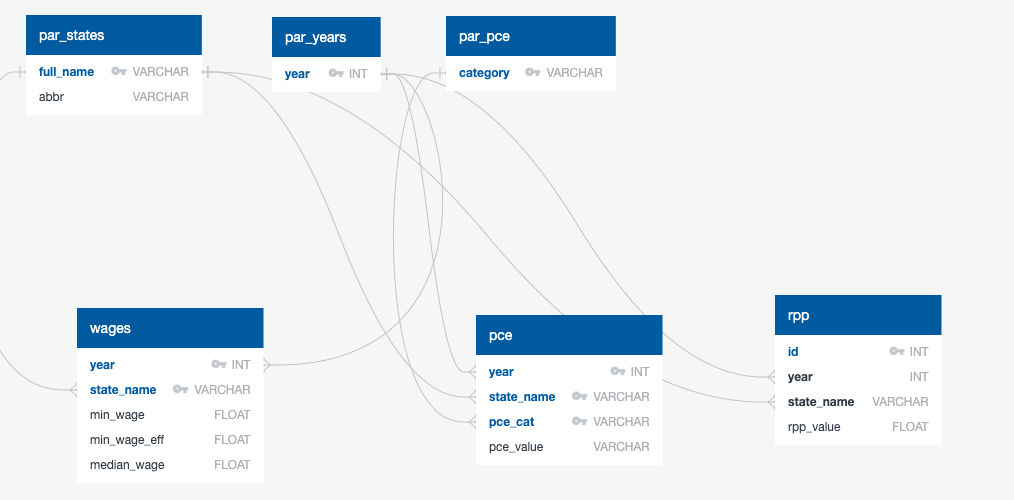 par_states
full_name VARCHAR
abbr VARCHAR
par_years
year INT
par_pce
category VARCHAR
wages
year INT
state_name VARCHAR
min_wage FLOAT
min_wage_eff FLOAT
median_wage FLOAT
pce
year INT
state_name VARCHAR
pce_cat VARCHAR
pce_value VARCHAR
rpp
id INT
year INT
state_name VARCHAR
rpp_value FLOAT